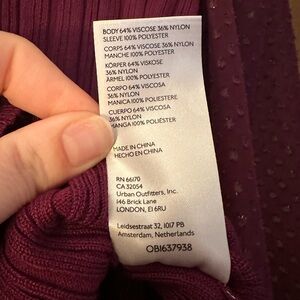 BODY 64% VISCOSE 36% NYLON
SLEEVE 100% POLYESTER
CORPS 64% VISCOSE 36% NYLON
MANCHE 100% POLYESTER
KÖRPER 64% VISKOSE
36% NYLON
ÄRMEL 100% POLYESTER
CORPO 64% VISCOSA
36% NYLON
MANICA 100% POLIESTERE
CUERPO 64% VISCOSA
36% NYLON
MANGA 100% POLIÉSTER
MADE IN CHINA
HECHO EN CHINA
RN 66170
CA 32054
Urban Outfitters, Inc.
146 Brick Lane
LONDON, E1 6RU
Leidsestraat 32, 1017 PB
Amsterdam, Netherlands
OB1637938